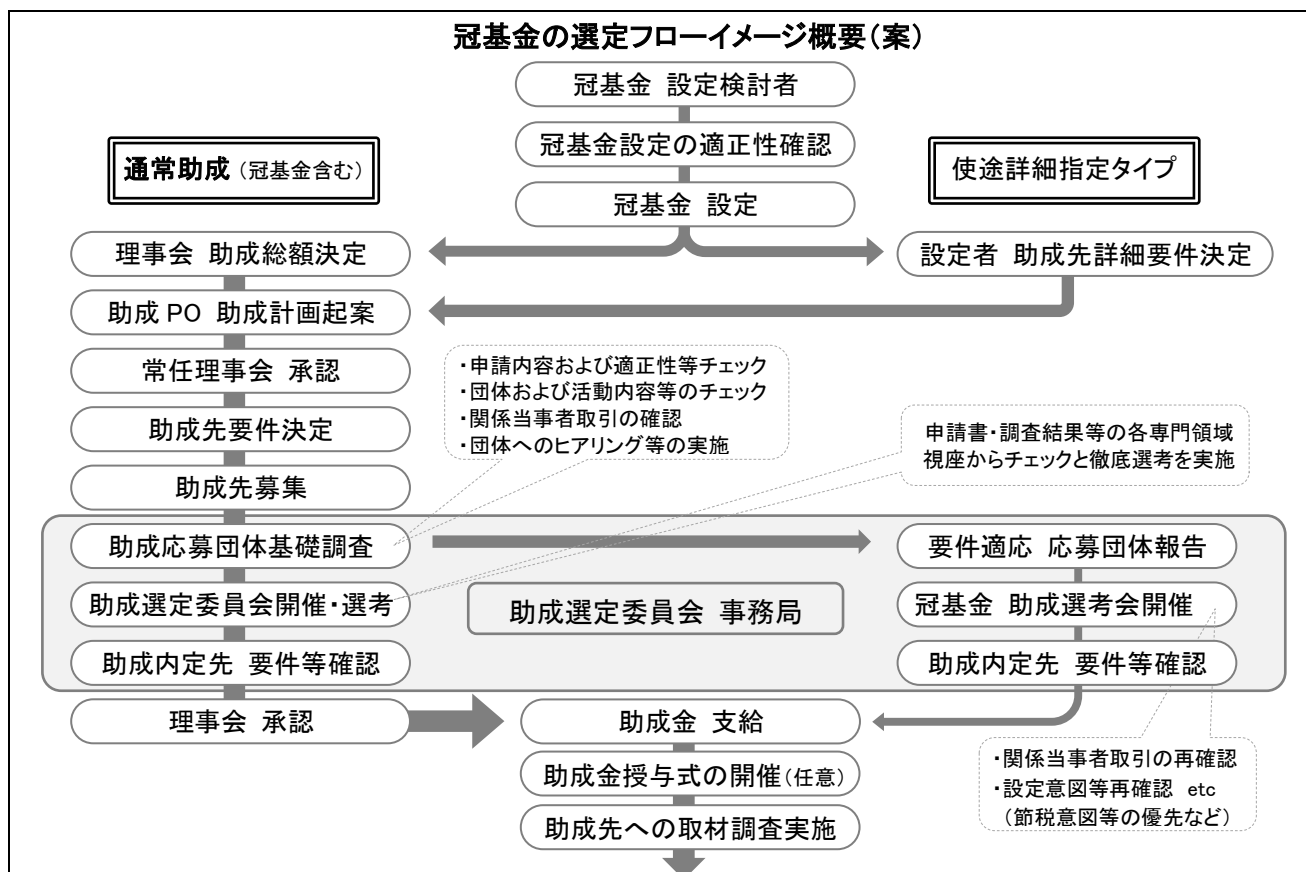 冠基金の選定フローイメージ概要(案)
冠基金 設定検討者
冠基金設定の適正性確認
冠基金 設定
通常助成(冠基金含む)
使途詳細指定タイプ
理事会 助成総額決定
設定者 助成先詳細要件決定
助成 PO 助成計画起案
常任理事会 承認
助成先要件決定
助成先募集
・申請内容および適正性等チェック
・団体および活動内容等のチェック
・関係当事者取引の確認
・団体へのヒアリング等の実施
申請書・調査結果等の各専門領域
視座からチェックと徹底選考を実施
助成応募団体基礎調査
要件適応 応募団体報告
助成選定委員会開催・選考
助成選定委員会 事務局
冠基金 助成選考会開催
助成内定先 要件等確認
助成内定先 要件等確認
理事会 承認
助成金 支給
助成金授与式の開催(任意)
助成先への取材調査実施
・関係当事者取引の再確認
・設定意図等再確認 etc
(節税意図等の優先など)